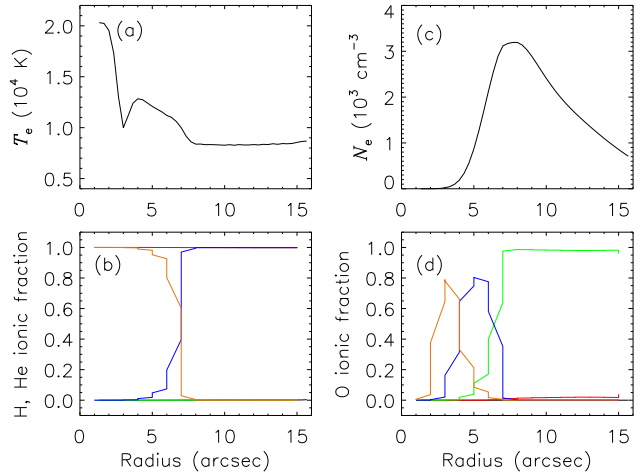 (a)
2.0
1.5
1.0
0.5
T_e (10^4 K)
0 5 10 15
(c)
4
3
2
1
0
N_e (10^3 cm^-3)
0 5 10 15
(b)
1.0
0.8
0.6
0.4
0.2
0.0
H, He ionic fraction
0 5 10 15
Radius (arcsec)
(d)
1.0
0.8
0.6
0.4
0.2
0.0
O ionic fraction
0 5 10 15
Radius (arcsec)